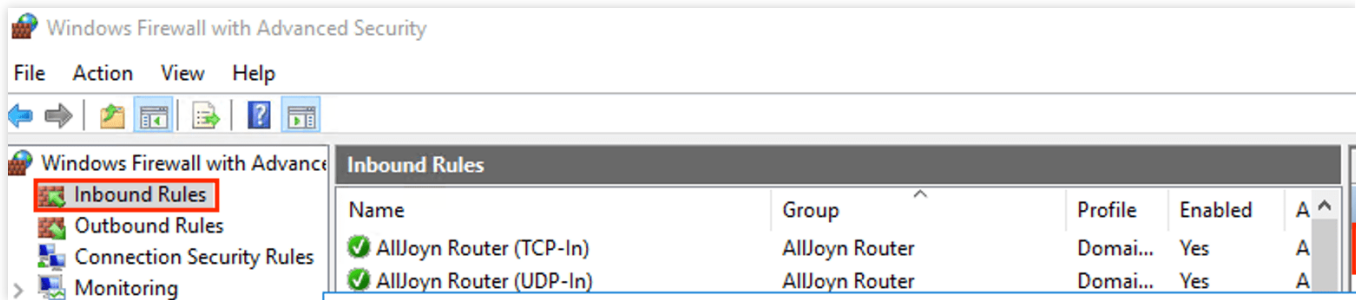 Windows Firewall with Advanced Security
File Action View Help
Windows Firewall with Advance
Inbound Rules
Outbound Rules
Connection Security Rules
Monitoring
Inbound Rules
Name Group Profile Enabled A
AllJoyn Router (TCP-In) AllJoyn Router Domai... Yes A
AllJoyn Router (UDP-In) AllJoyn Router Domai... Yes A